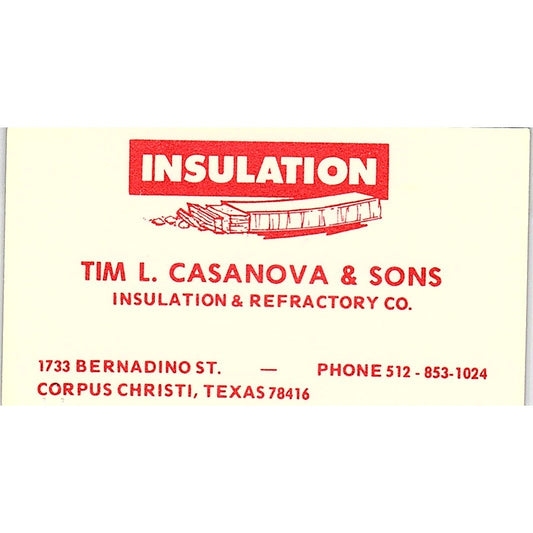 INSULATION
TIM L. CASANOVA & SONS
INSULATION & REFRACTORY CO.
1733 BERNADINO ST. — PHONE 512 - 853-1024
CORPUS CHRISTI, TEXAS 78416